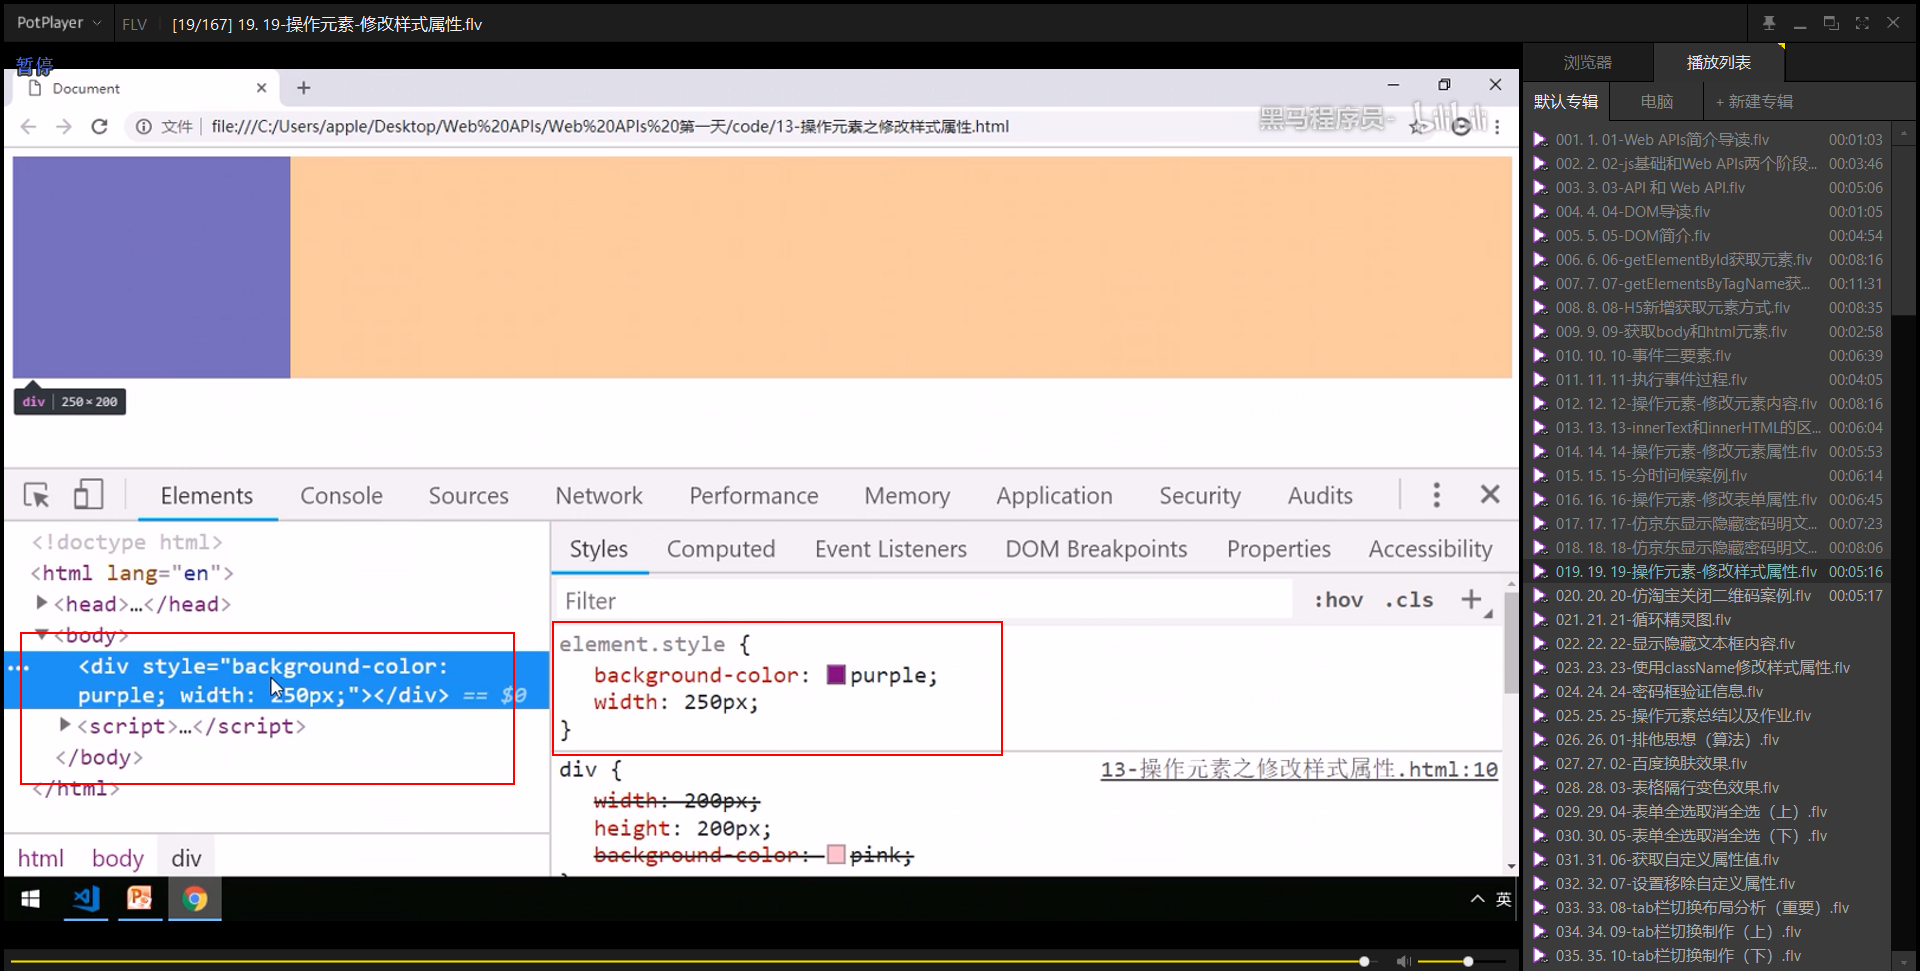 PotPlayer
FLV
[19/167] 19. 19-操作元素-修改样式属性.flv
暂停
Document
文件
file:///C:/Users/apple/Desktop/Web%20APIs/Web%20APIs%20第一天/code/13-操作元素之修改样式属性.html
黑马程序员-
bilibili
div 250×200
Elements Console Sources Network Performance Memory Application Security Audits
<!doctype html>
<html lang="en">
<head>…</head>
<body>
<div style="background-color:
purple; width: 250px;"></div> == $0
<script>…</script>
</body>
</html>
html body div
Styles Computed Event Listeners DOM Breakpoints Properties Accessibility
Filter
:hov .cls +
element.style {
background-color: purple;
width: 250px;
}
div {
13-操作元素之修改样式属性.html:10
width: 200px;
height: 200px;
background-color: pink;
英
浏览器 播放列表
默认专辑 电脑 + 新建专辑
001. 1. 01-Web APIs简介导读.flv 00:01:03
002. 2. 02-js基础和Web APIs两个阶段... 00:03:46
003. 3. 03-API 和 Web API.flv 00:05:06
004. 4. 04-DOM导读.flv 00:01:05
005. 5. 05-DOM简介.flv 00:04:54
006. 6. 06-getElementById获取元素.flv 00:08:16
007. 7. 07-getElementsByTagName获... 00:11:31
008. 8. 08-H5新增获取元素方式.flv 00:08:35
009. 9. 09-获取body和html元素.flv 00:02:58
010. 10. 10-事件三要素.flv 00:06:39
011. 11. 11-执行事件过程.flv 00:04:05
012. 12. 12-操作元素-修改元素内容.flv 00:08:16
013. 13. 13-innerText和innerHTML的区... 00:06:04
014. 14. 14-操作元素-修改元素属性.flv 00:05:53
015. 15. 15-分时问候案例.flv 00:06:14
016. 16. 16-操作元素-修改表单属性.flv 00:06:45
017. 17. 17-仿京东显示隐藏密码明文... 00:07:23
018. 18. 18-仿京东显示隐藏密码明文... 00:08:06
019. 19. 19-操作元素-修改样式属性.flv 00:05:16
020. 20. 20-仿淘宝关闭二维码案例.flv 00:05:17
021. 21. 21-循环精灵图.flv
022. 22. 22-显示隐藏文本框内容.flv
023. 23. 23-使用className修改样式属性.flv
024. 24. 24-密码框验证信息.flv
025. 25. 25-操作元素总结以及作业.flv
026. 26. 01-排他思想（算法）.flv
027. 27. 02-百度换肤效果.flv
028. 28. 03-表格隔行变色效果.flv
029. 29. 04-表单全选取消全选（上）.flv
030. 30. 05-表单全选取消全选（下）.flv
031. 31. 06-获取自定义属性值.flv
032. 32. 07-设置移除自定义属性.flv
033. 33. 08-tab栏切换布局分析（重要）.flv
034. 34. 09-tab栏切换制作（上）.flv
035. 35. 10-tab栏切换制作（下）.flv